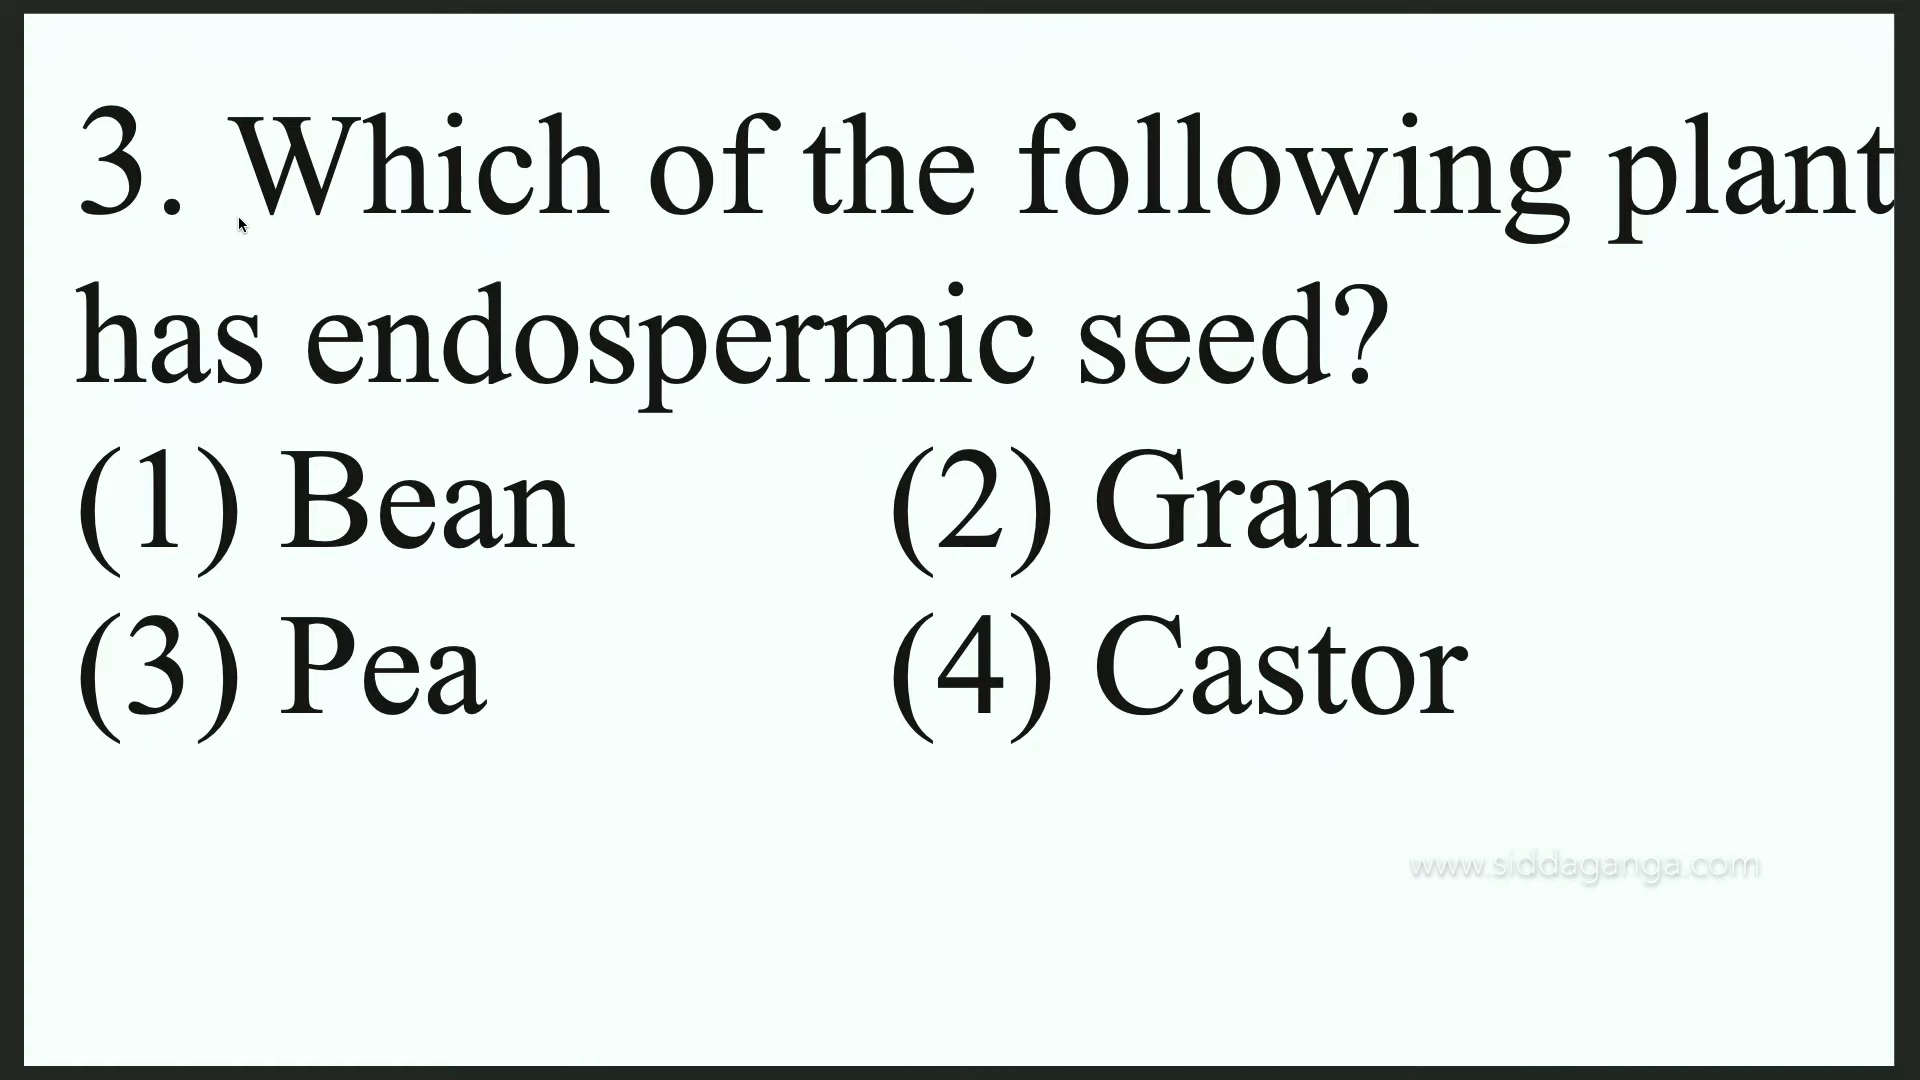 3. Which of the following plant
has endospermic seed?
(1) Bean (2) Gram
(3) Pea (4) Castor
www.siddaganga.com